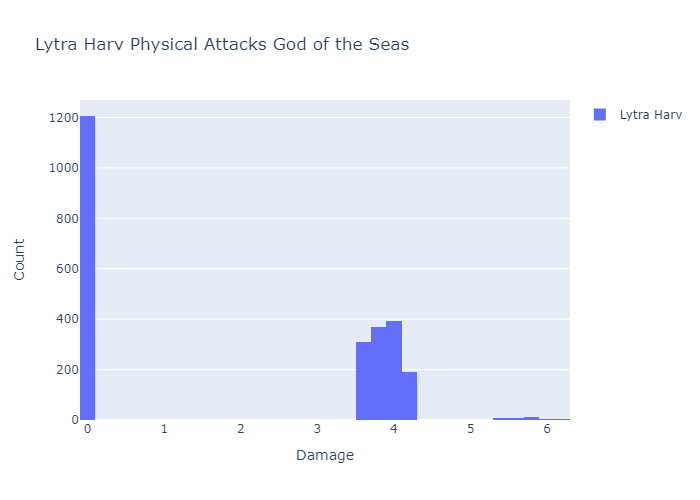 Lytra Harv Physical Attacks God of the Seas
Lytra Harv
1200
1000
800
600
400
200
0
Count
0 1 2 3 4 5 6
Damage